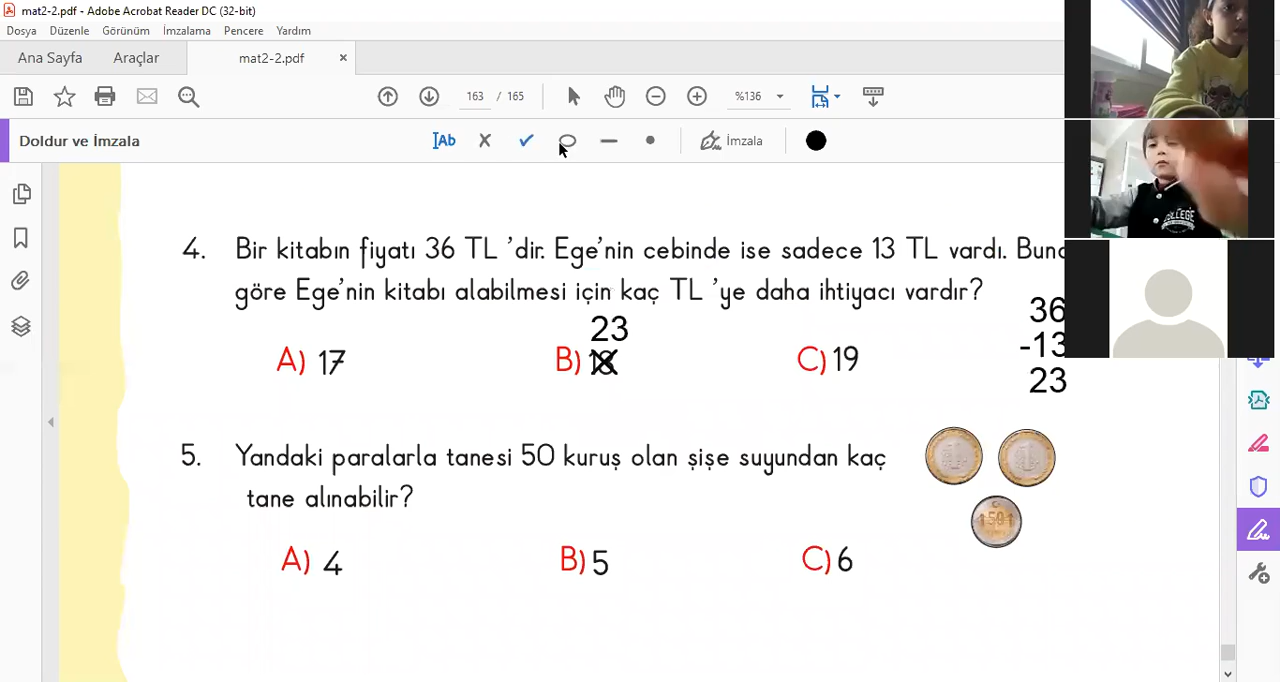 mat2-2.pdf - Adobe Acrobat Reader DC (32-bit)
Dosya Düzenle Görünüm İmzalama Pencere Yardım
Ana Sayfa Araçlar mat2-2.pdf ×
163 / 165 %136
Doldur ve İmzala Ab İmzala
4. Bir kitabın fiyatı 36 TL 'dir. Ege'nin cebinde ise sadece 13 TL vardı.
göre Ege'nin kitabı alabilmesi için kaç TL 'ye daha ihtiyacı vardır?
36
23
-13
A) 17 B) 18 C) 19
23
5. Yandaki paralarla tanesi 50 kuruş olan şişe suyundan kaç
tane alınabilir?
1 1
50
A) 4 B) 5 C) 6
COLLEGE